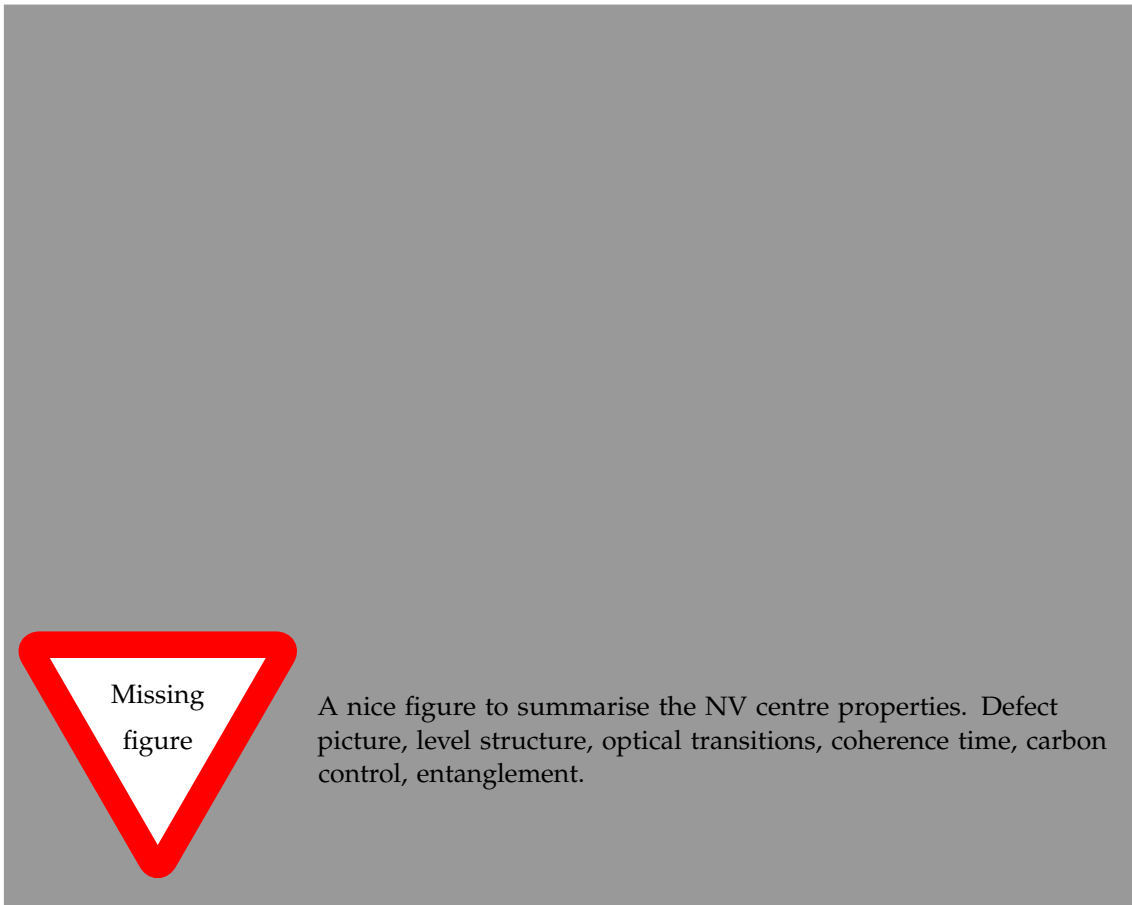 Missing
figure
A nice figure to summarise the NV centre properties. Defect
picture, level structure, optical transitions, coherence time, carbon
control, entanglement.